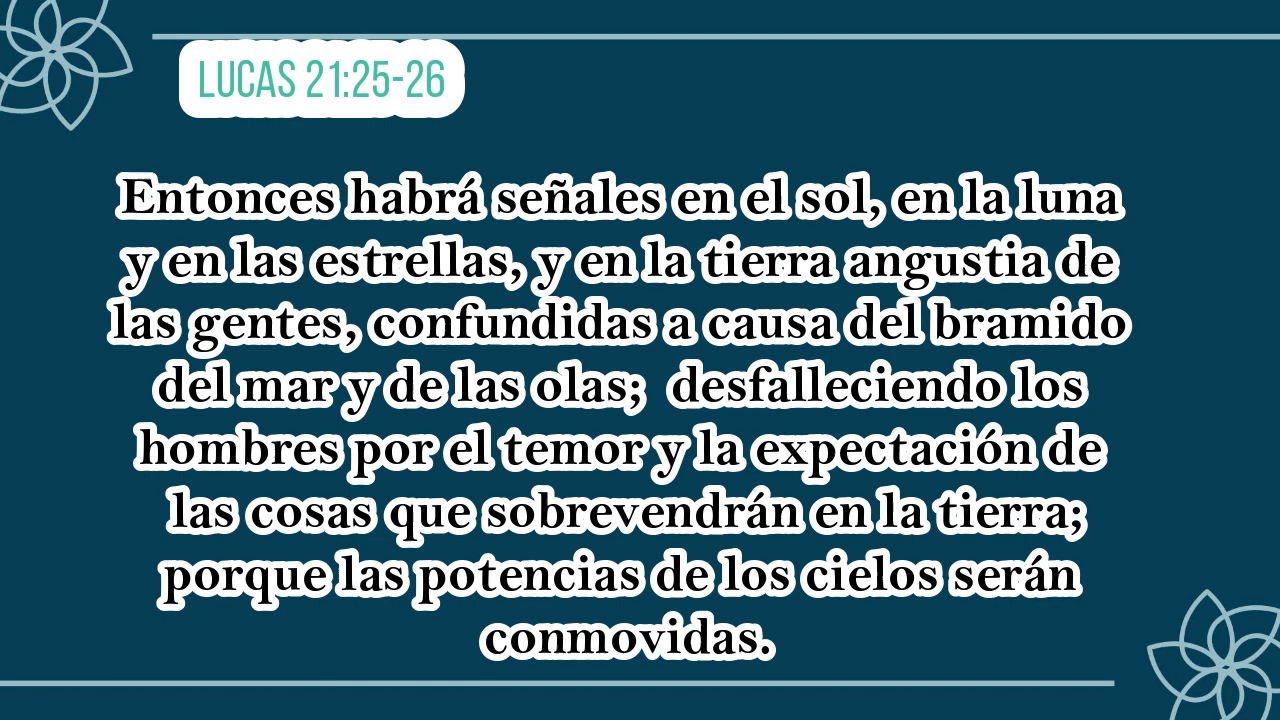 LUCAS 21:25-26
Entonces habrá señales en el sol, en la luna
y en las estrellas, y en la tierra angustia de
las gentes, confundidas a causa del bramido
del mar y de las olas; desfalleciendo los
hombres por el temor y la expectación de
las cosas que sobrevendrán en la tierra;
porque las potencias de los cielos serán
conmovidas.